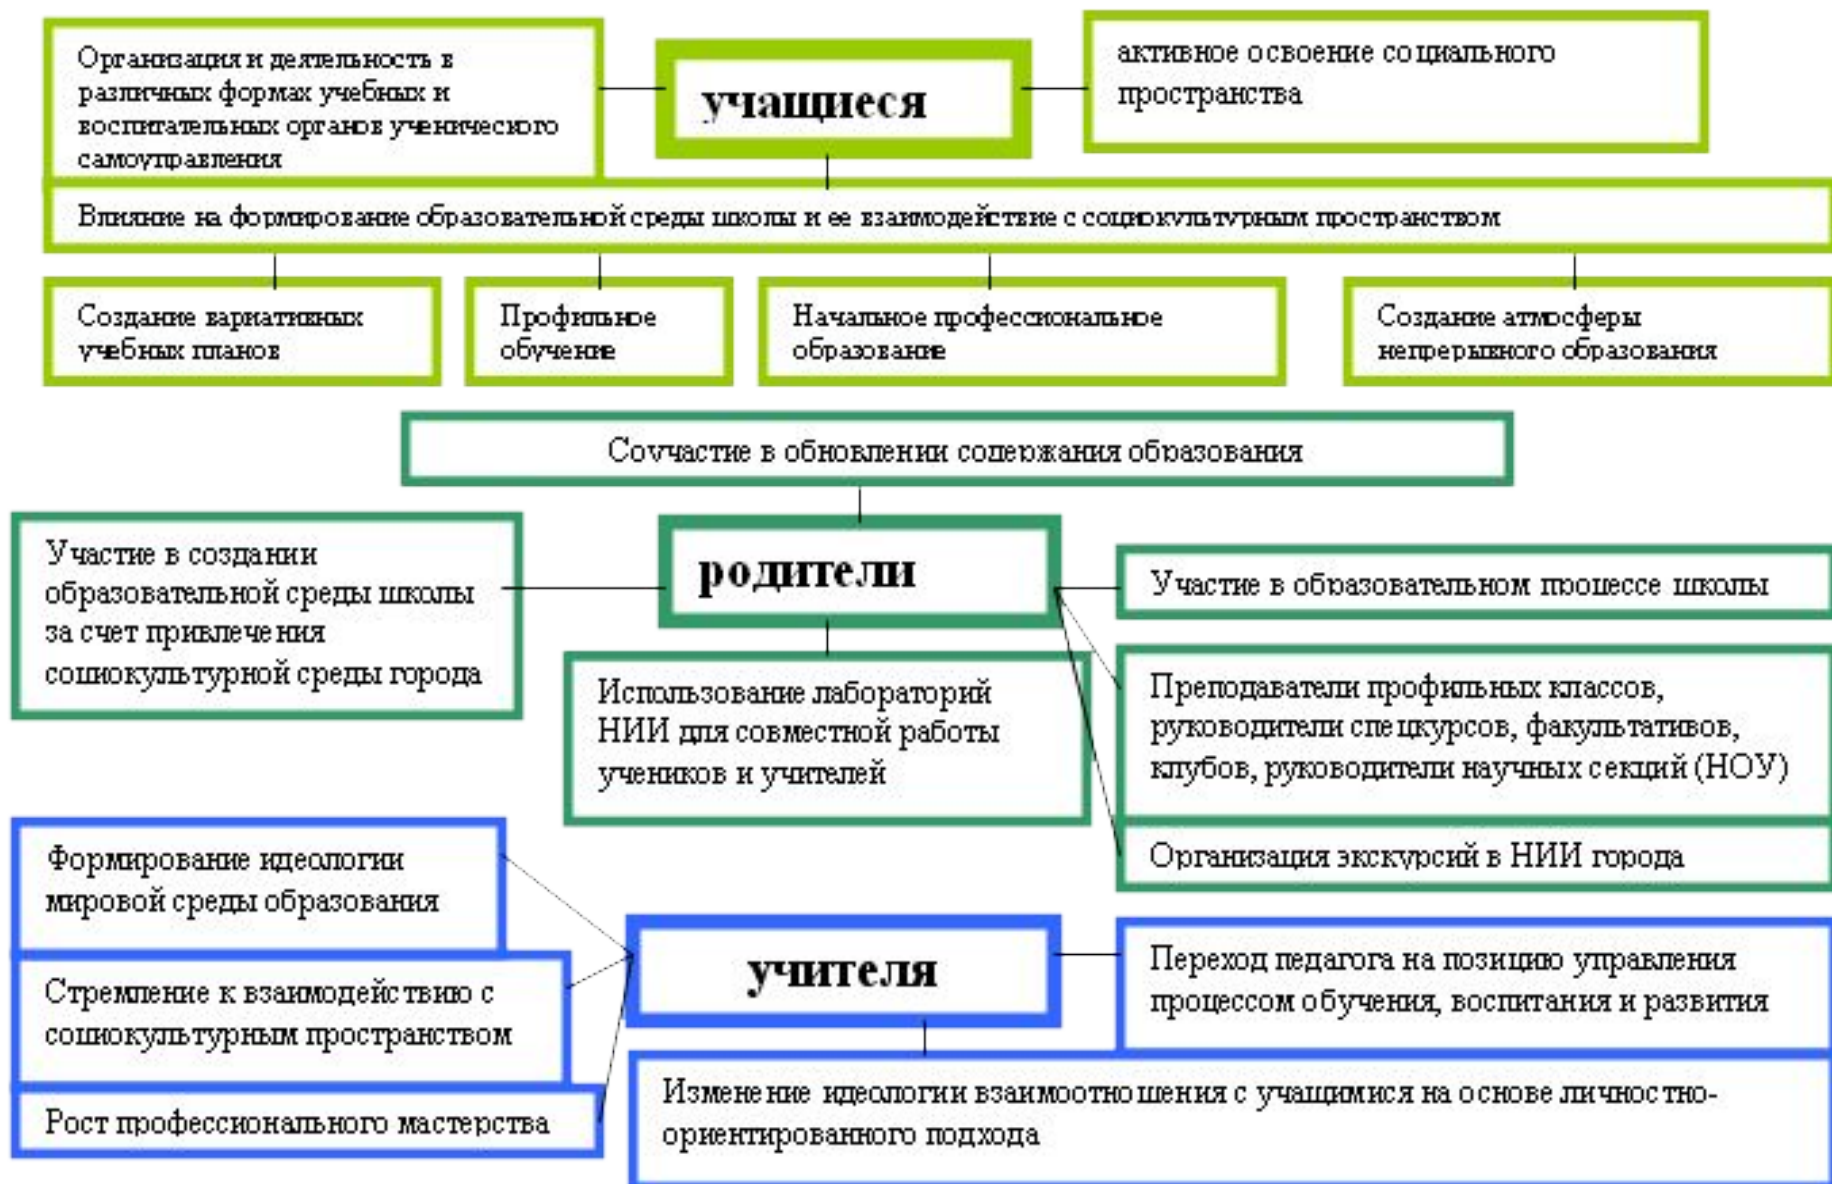 Организация и деятельность в
различных формах учебных и
воспитательных органов ученического
самоуправления
учащиеся
активное освоение социального
пространства
Влияние на формирование образовательной среды школы и ее взаимодействие с социокультурным пространством
Создание вариативных
учебных планов
Профильное
обучение
Начальное профессиональное
образование
Создание атмосферы
непрерывного образования
Соучастие в обновлении содержания образования
Участие в создании
образовательной среды школы
за счет привлечения
социокультурной среды города
родители
Участие в образовательном процессе школы
Использование лабораторий
НИИ для совместной работы
учеников и учителей
Преподаватели профильных классов,
руководители спецкурсов, факультативов,
клубов, руководители научных секций (НОУ)
Организация экскурсий в НИИ города
Формирование идеологии
мировой среды образования
Стремление к взаимодействию с
социокультурным пространством
Рост профессионального мастерства
учителя
Переход педагога на позицию управления
процессом обучения, воспитания и развития
Изменение идеологии взаимоотношения с учащимися на основе личностно-
ориентированного подхода